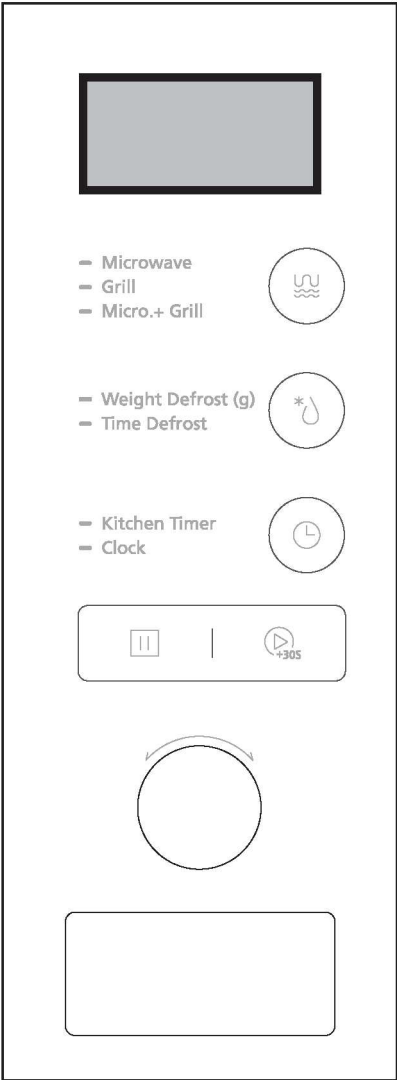 Microwave
Grill
Micro.+ Grill
Weight Defrost (g)
Time Defrost
Kitchen Timer
Clock
+30S